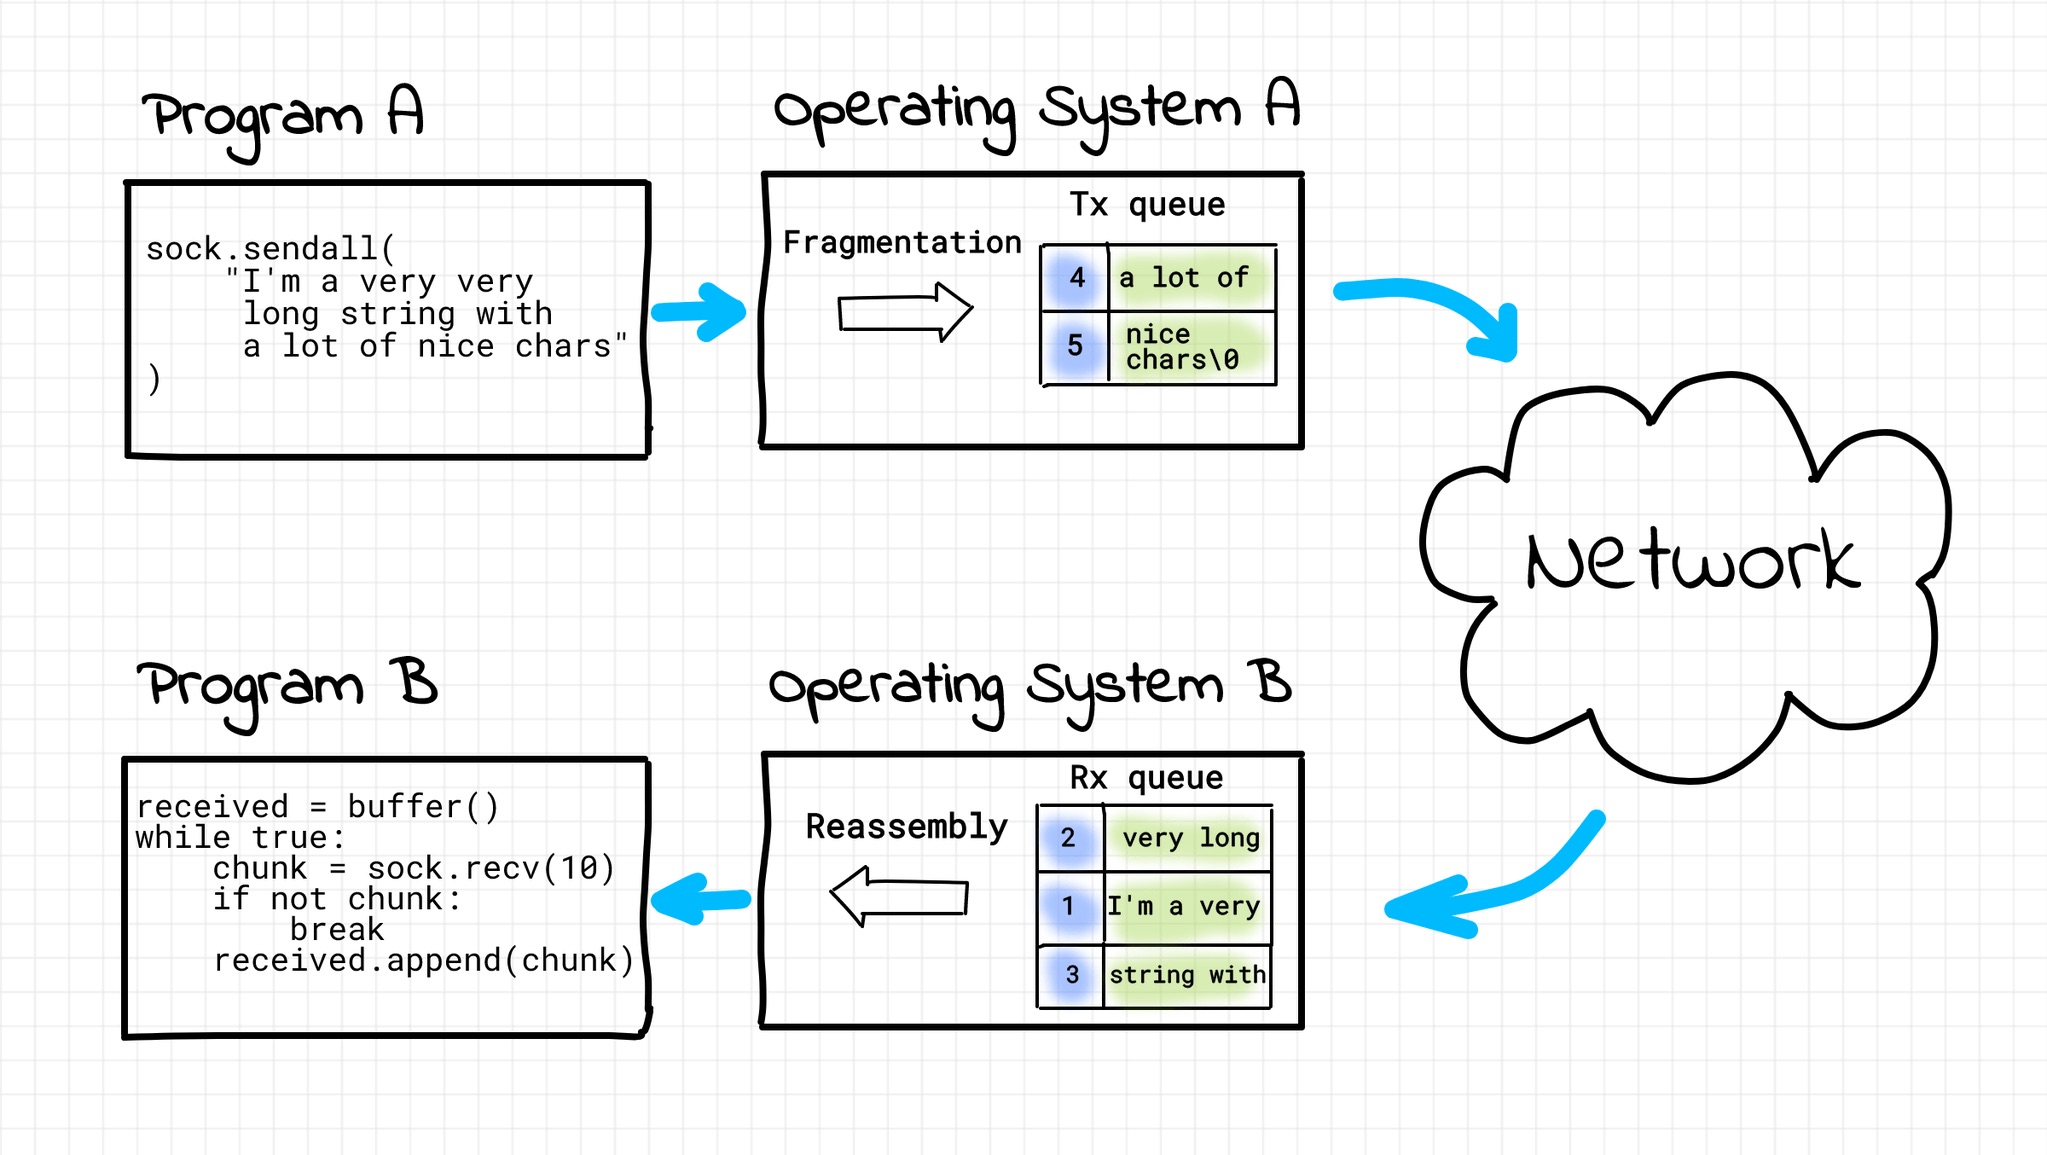 Program A
sock.sendall(
"I'm a very very
long string with
a lot of nice chars"
)
Operating System A
Fragmentation
Tx queue
4 a lot of
5 nice
chars\0
Network
Program B
received = buffer()
while true:
chunk = sock.recv(10)
if not chunk:
break
received.append(chunk)
Operating System B
Reassembly
Rx queue
2 very long
1 I'm a very
3 string with